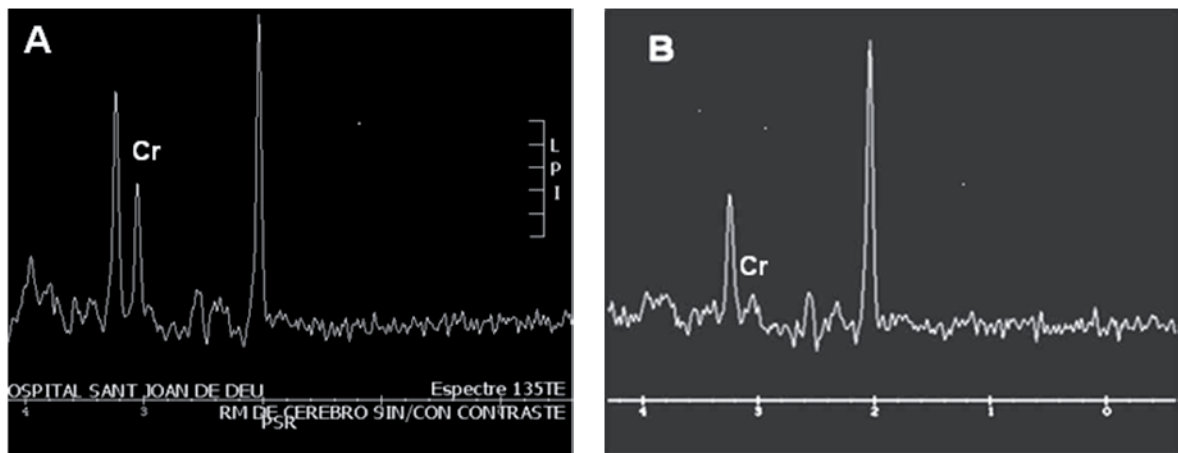 A
Cr
L
P
I
OSPITAL SANT JOAN DE DEU
Espectre 135TE
4 3
RM DE CEREBRO SIN/CON CONTRASTE
PSR
B
Cr
4 3 2 1 0